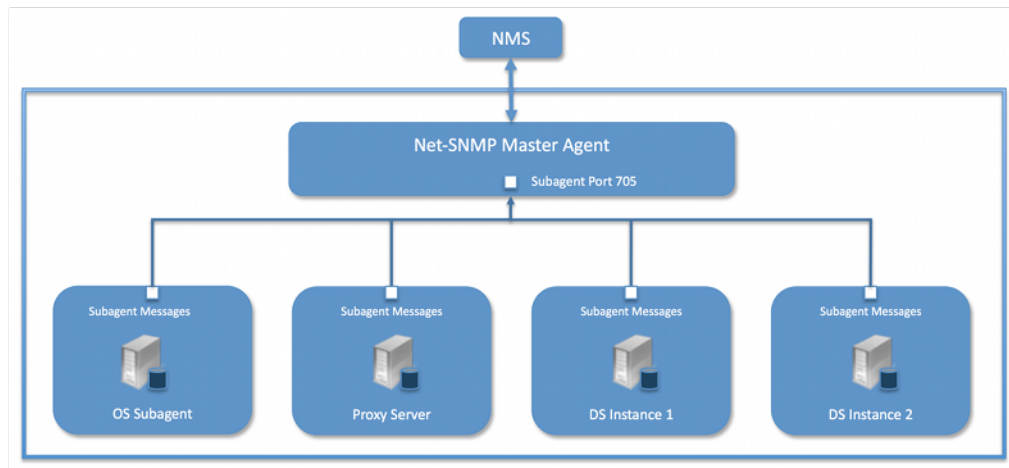 NMS
Net-SNMP Master Agent
Subagent Port 705
Subagent Messages
Subagent Messages
Subagent Messages
Subagent Messages
OS Subagent
Proxy Server
DS Instance 1
DS Instance 2